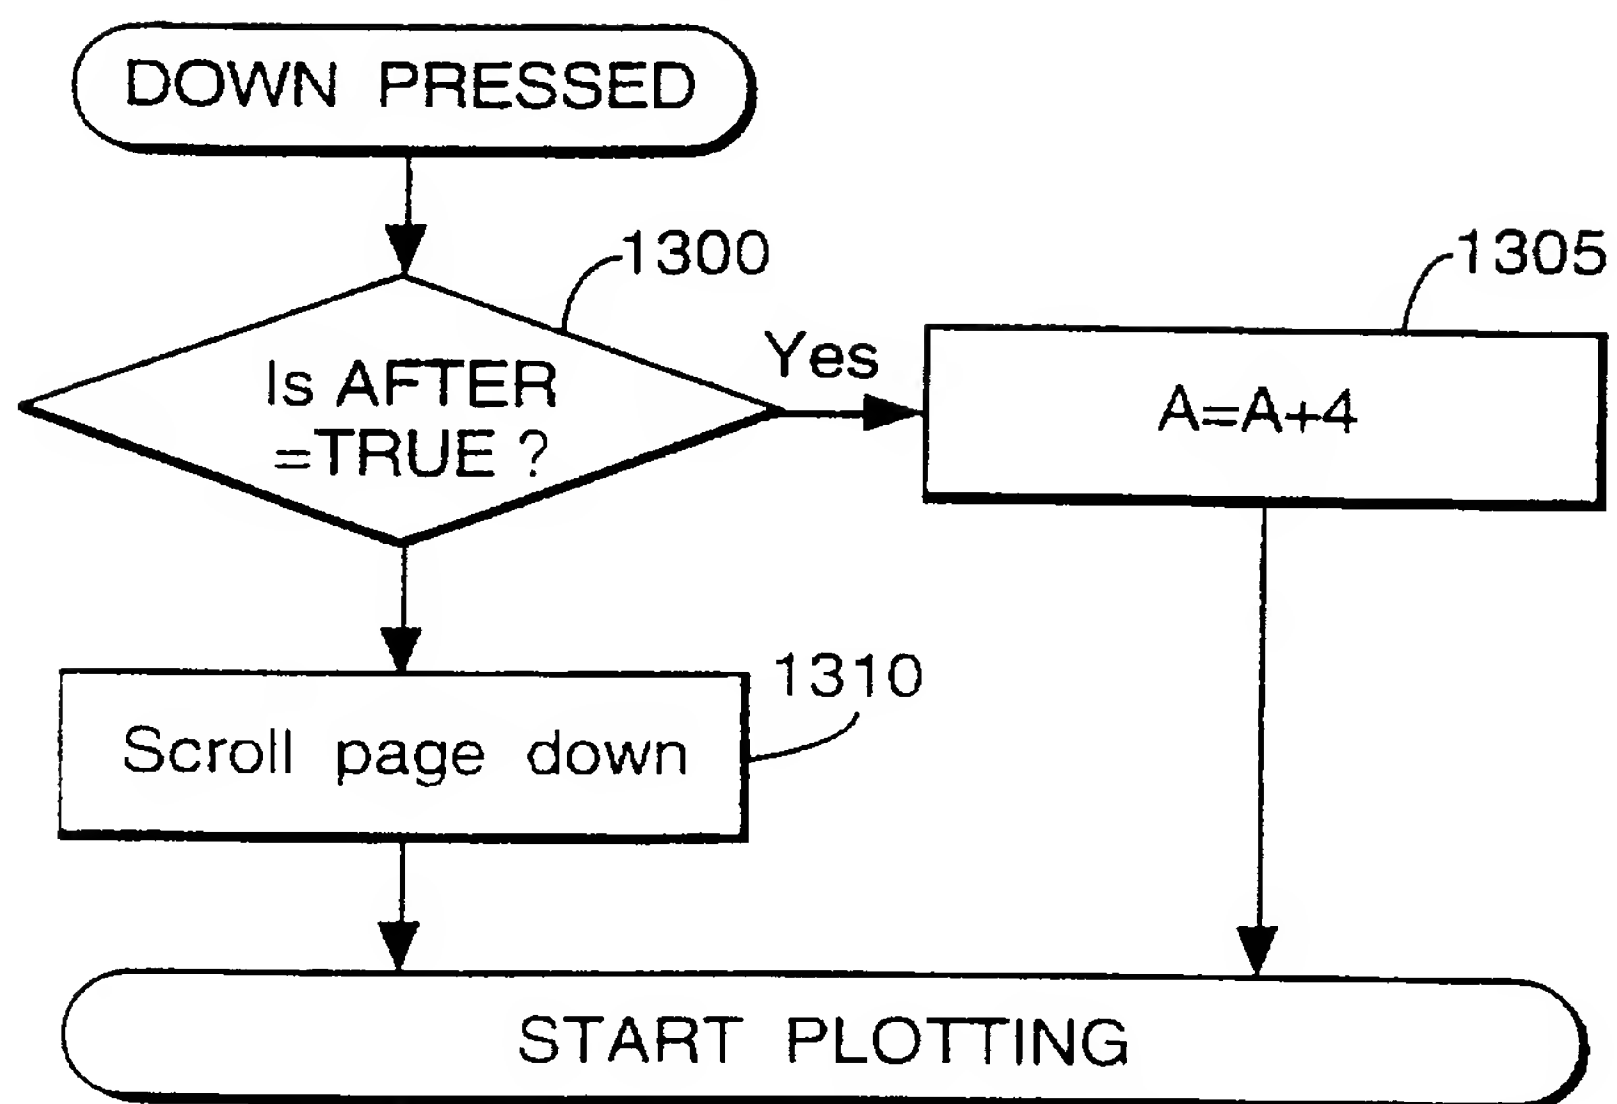 DOWN PRESSED
1300
1305
Is AFTER
=TRUE ?
Yes
A=A+4
1310
Scroll page down
START PLOTTING